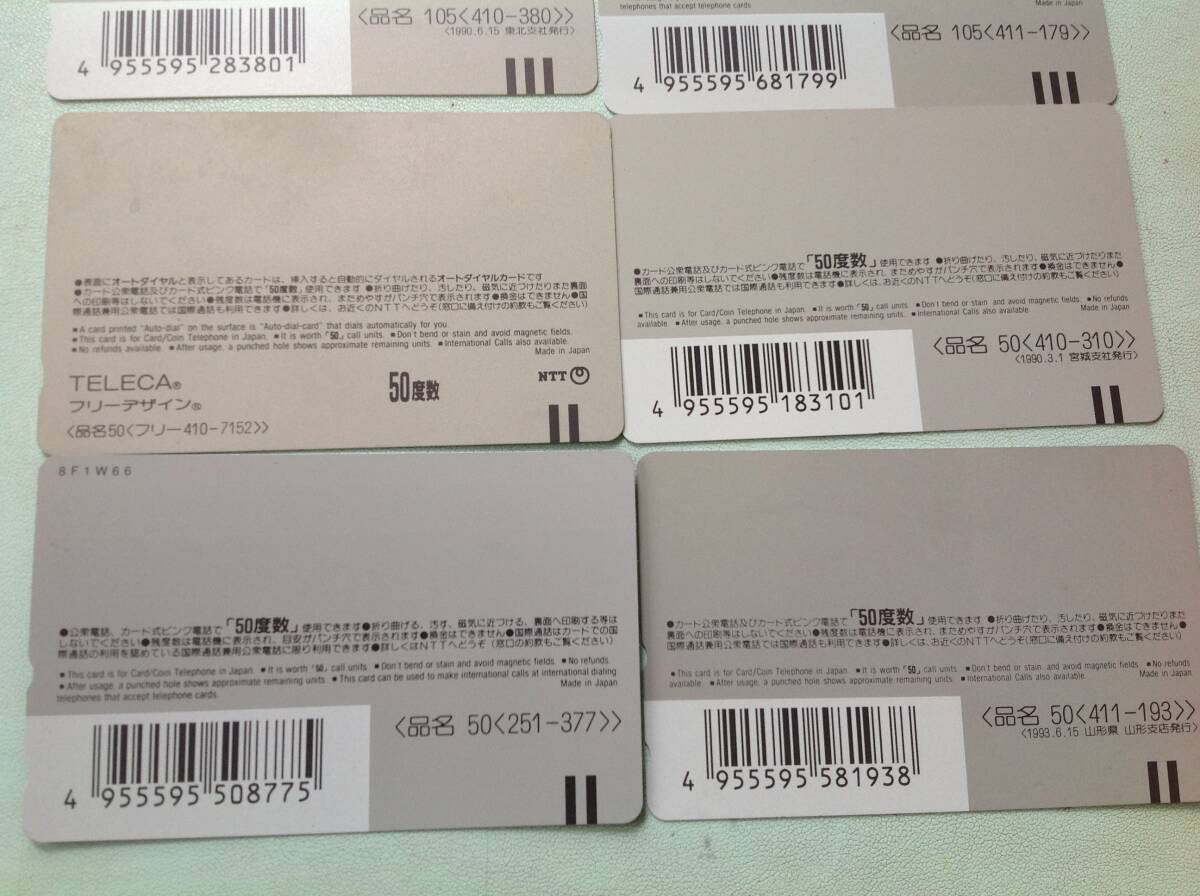 〈品名 105〈410-380〉〉
〈1990.6.15 東北支社発行〉
4 955595 283801
telephones that accept telephone cards.
Made in Japan
〈品名 105〈411-179〉〉
4 955595 681799
●表面にオートダイヤルと表示してあるカードは、挿入すると自動的にダイヤルされるオートダイヤルカードです
●カード公衆電話及びカード式ピンク電話で「50度数」使用できます ●折り曲げたり、汚したり、磁気に近づけたりまた裏面
への印刷等はしないでください●残度数は電話機に表示され、まためやすがパンチ穴で表示されます●換金はできません●国
際通話兼用公衆電話では国際通話も利用できます●詳しくは、お近くのNTTへどうぞ(窓口に備え付けの約款もご覧ください)
■A card printed "Auto-dial" on the surface is "Auto-dial-card" that dials automatically for you.
■This card is for Card/Coin Telephone in Japan. ■It is worth「50」call units. ■Don't bend or stain and avoid magnetic fields.
■No refunds available. ■After usage, a punched hole shows approximate remaining units. ■International Calls also available.
Made in Japan
TELECA®
フリーデザイン®
50度数
NTT
〈品名50〈フリー410-7152〉〉
●カード公衆電話及びカード式ピンク電話で「50度数」使用できます ●折り曲げたり、汚したり、磁気に近づけたりまた
裏面への印刷等はしないでください●残度数は電話機に表示され、まためやすがパンチ穴で表示されます●換金はできません●
国際通話兼用公衆電話では国際通話も利用できます●詳しくは、お近くのNTTへどうぞ(窓口に備え付けの約款もご覧ください)
■This card is for Card/Coin Telephone in Japan. ■It is worth「50」call units. ■Don't bend or stain and avoid magnetic fields. ■No refunds
available. ■After usage, a punched hole shows approximate remaining units. ■International Calls also available.
Made in Japan
〈品名 50〈410-310〉〉
〈1990.3.1 宮城支社発行〉
4 955595 183101
8F1W66
●公衆電話、カード式ピンク電話で「50度数」使用できます●折り曲げる、汚す、磁気に近づける、裏面へ印刷する等は
しないでください●残度数は電話機に表示され、目安がパンチ穴で表示されます●換金はできません●国際通話はカードでの国
際通話の利用を認めている国際通話兼用公衆電話に限り利用できます●詳しくはNTTへどうぞ(窓口の約款もご覧ください)
■This card is for Card/Coin Telephone in Japan. ■It is worth「50」call units. ■Don't bend or stain and avoid magnetic fields. ■No refunds.
■After usage, a punched hole shows approximate remaining units. ■This card can be used to make international calls at international dialing
telephones that accept telephone cards.
Made in Japan
〈品名 50〈251-377〉〉
4 955595 508775
●カード公衆電話及びカード式ピンク電話で「50度数」使用できます ●折り曲げたり、汚したり、磁気に近づけたりまた
裏面への印刷等はしないでください●残度数は電話機に表示され、まためやすがパンチ穴で表示されます●換金はできません●
国際通話兼用公衆電話では国際通話も利用できます●詳しくは、お近くのNTTへどうぞ(窓口に備え付けの約款もご覧ください)
■This card is for Card/Coin Telephone in Japan. ■It is worth「50」call units. ■Don't bend or stain and avoid magnetic fields. ■No refunds
available. ■After usage, a punched hole shows approximate remaining units. ■International Calls also available.
Made in Japan
〈品名 50〈411-193〉〉
〈1993.6.15 山形県 山形支店発行〉
4 955595 581938